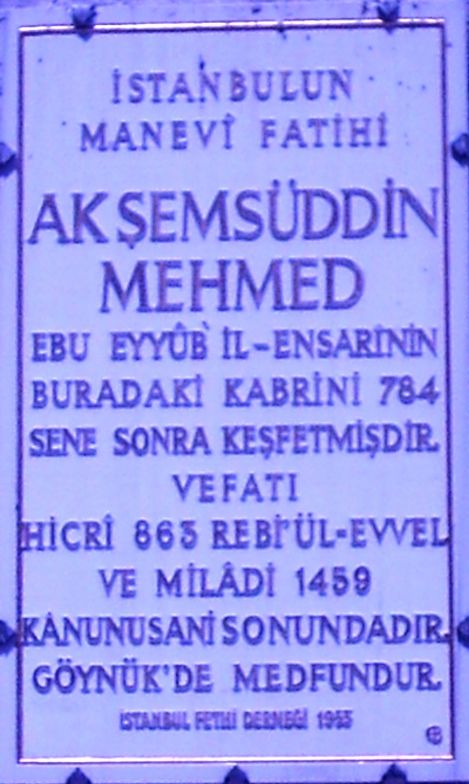 İSTANBULUN
MANEVÎ FATİHİ
AKŞEMSÜDDİN
MEHMED
EBU EYYÛB İL-ENSARİNİN
BURADAKİ KABRİNİ 784
SENE SONRA KEŞFETMİŞDİR.
VEFATI
HİCRÎ 863 REBİ'ÜL-EVVEL
VE MİLÂDİ 1459
KÂNUNUSANİ SONUNDADIR.
GÖYNÜK'DE MEDFUNDUR.
İSTANBUL FETHİ DERNEĞİ 1953